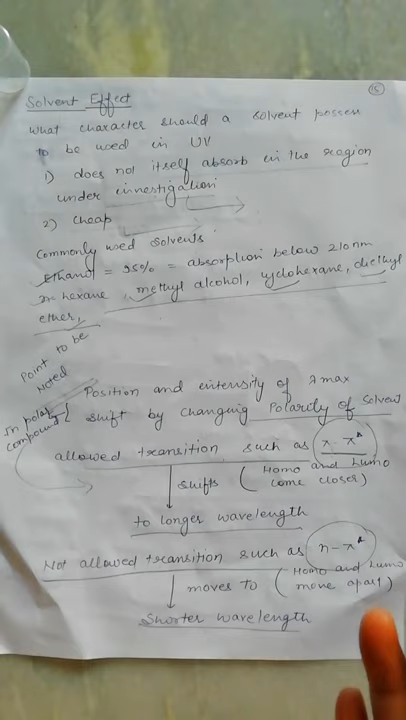 15
Solvent Effect
What character should a solvent possess
to be used in UV
1) does not itself absorb in the region
under investigation
2) Cheap
Commonly used solvents
Ethanol = 95% = absorption below 210nm
n hexane, methyl alcohol, cyclohexane, diethyl
ether,
Point to be
Noted
Position and intensity of λmax
shift by changing Polarity of Solvent
In polar
compound
allowed transition such as π-π*
shifts (Homo and Lumo
come closer)
to longer wavelength
Not allowed transition such as n-π*
moves to (Homo and Lumo
move apart)
Shorter wavelength